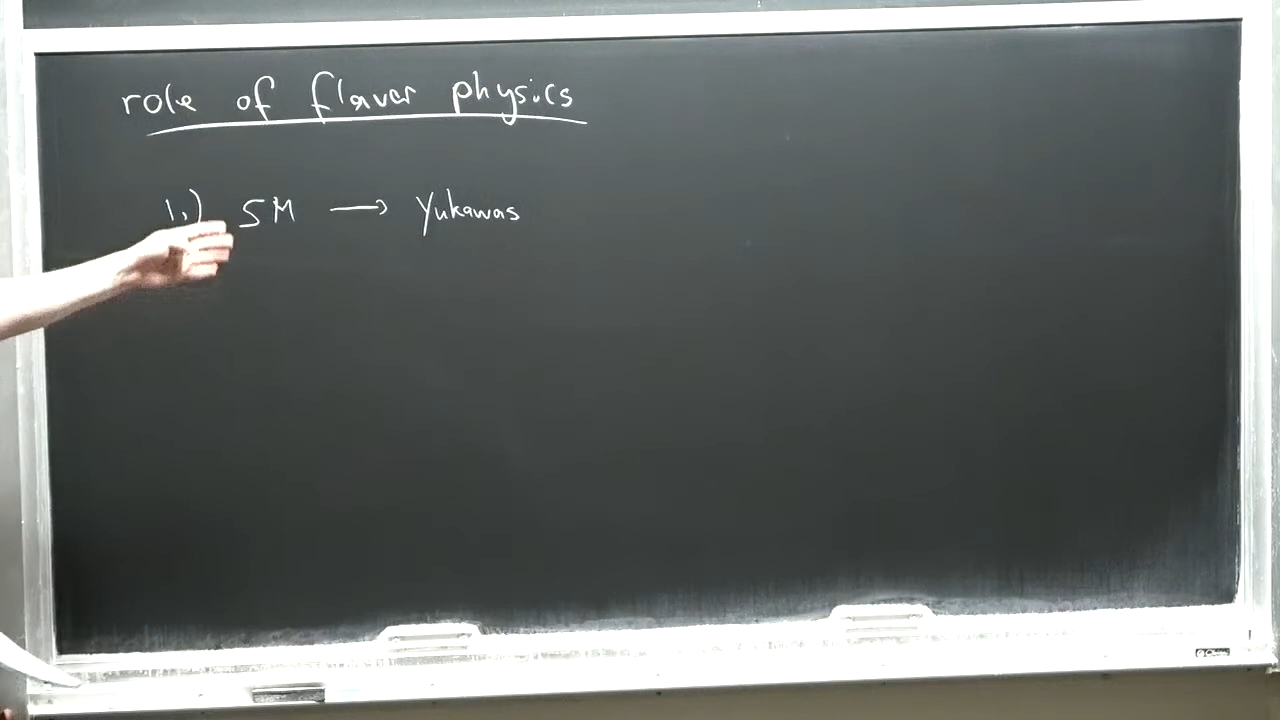 role of flavor physics
1.) SM → Yukawas